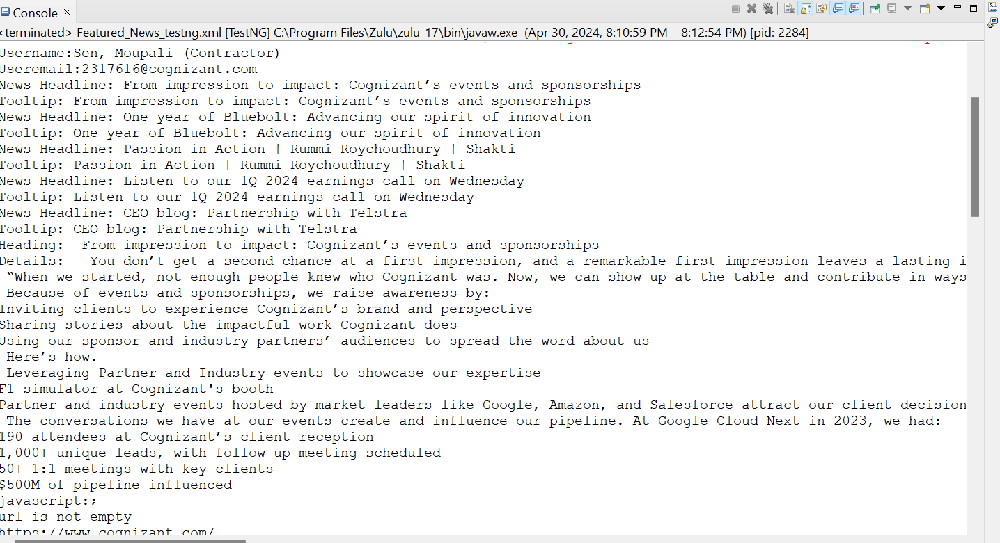 Console
<terminated> Featured_News_testng.xml [TestNG] C:\Program Files\Zulu\zulu-17\bin\javaw.exe (Apr 30, 2024, 8:10:59 PM – 8:12:54 PM) [pid: 2284]
Username:Sen, Moupali (Contractor)
Useremail:2317616@cognizant.com
News Headline: From impression to impact: Cognizant’s events and sponsorships
Tooltip: From impression to impact: Cognizant’s events and sponsorships
News Headline: One year of Bluebolt: Advancing our spirit of innovation
Tooltip: One year of Bluebolt: Advancing our spirit of innovation
News Headline: Passion in Action | Rummi Roychoudhury | Shakti
Tooltip: Passion in Action | Rummi Roychoudhury | Shakti
News Headline: Listen to our 1Q 2024 earnings call on Wednesday
Tooltip: Listen to our 1Q 2024 earnings call on Wednesday
News Headline: CEO blog: Partnership with Telstra
Tooltip: CEO blog: Partnership with Telstra
Heading:  From impression to impact: Cognizant’s events and sponsorships
Details:   You don’t get a second chance at a first impression, and a remarkable first impression leaves a lasting i
“When we started, not enough people knew who Cognizant was. Now, we can show up at the table and contribute in ways
Because of events and sponsorships, we raise awareness by:
Inviting clients to experience Cognizant’s brand and perspective
Sharing stories about the impactful work Cognizant does
Using our sponsor and industry partners’ audiences to spread the word about us
Here’s how.
Leveraging Partner and Industry events to showcase our expertise
F1 simulator at Cognizant's booth
Partner and industry events hosted by market leaders like Google, Amazon, and Salesforce attract our client decision
The conversations we have at our events create and influence our pipeline. At Google Cloud Next in 2023, we had:
190 attendees at Cognizant’s client reception
1,000+ unique leads, with follow-up meeting scheduled
50+ 1:1 meetings with key clients
$500M of pipeline influenced
javascript:;
url is not empty
https://www.cognizant.com/